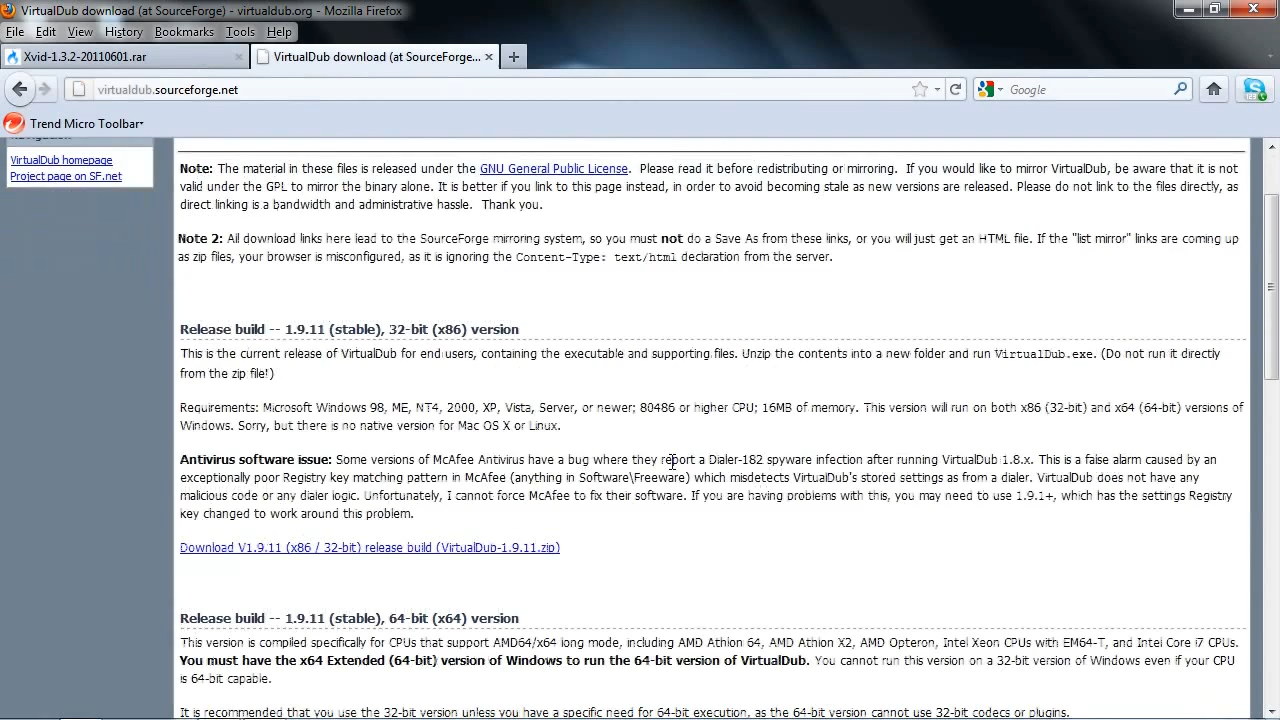 VirtualDub download (at SourceForge) - virtualdub.org - Mozilla Firefox
File Edit View History Bookmarks Tools Help
Xvid-1.3.2-20110601.rar
VirtualDub download (at SourceForge...
virtualdub.sourceforge.net
Google
Trend Micro Toolbar
VirtualDub homepage
Project page on SF.net
Note: The material in these files is released under the GNU General Public License. Please read it before redistributing or mirroring. If you would like to mirror VirtualDub, be aware that it is not
valid under the GPL to mirror the binary alone. It is better if you link to this page instead, in order to avoid becoming stale as new versions are released. Please do not link to the files directly, as
direct linking is a bandwidth and administrative hassle. Thank you.
Note 2: All download links here lead to the SourceForge mirroring system, so you must not do a Save As from these links, or you will just get an HTML file. If the "list mirror" links are coming up
as zip files, your browser is misconfigured, as it is ignoring the Content-Type: text/html declaration from the server.
Release build -- 1.9.11 (stable), 32-bit (x86) version
This is the current release of VirtualDub for end users, containing the executable and supporting files. Unzip the contents into a new folder and run VirtualDub.exe. (Do not run it directly
from the zip file!)
Requirements: Microsoft Windows 98, ME, NT4, 2000, XP, Vista, Server, or newer; 80486 or higher CPU; 16MB of memory. This version will run on both x86 (32-bit) and x64 (64-bit) versions of
Windows. Sorry, but there is no native version for Mac OS X or Linux.
Antivirus software issue: Some versions of McAfee Antivirus have a bug where they report a Dialer-182 spyware infection after running VirtualDub 1.8.x. This is a false alarm caused by an
exceptionally poor Registry key matching pattern in McAfee (anything in Software\Freeware) which misdetects VirtualDub's stored settings as from a dialer. VirtualDub does not have any
malicious code or any dialer logic. Unfortunately, I cannot force McAfee to fix their software. If you are having problems with this, you may need to use 1.9.1+, which has the settings Registry
key changed to work around this problem.
Download V1.9.11 (x86 / 32-bit) release build (VirtualDub-1.9.11.zip)
Release build -- 1.9.11 (stable), 64-bit (x64) version
This version is compiled specifically for CPUs that support AMD64/x64 long mode, including AMD Athlon 64, AMD Athlon X2, AMD Opteron, Intel Xeon CPUs with EM64-T, and Intel Core i7 CPUs.
You must have the x64 Extended (64-bit) version of Windows to run the 64-bit version of VirtualDub. You cannot run this version on a 32-bit version of Windows even if your CPU
is 64-bit capable.
It is recommended that you use the 32-bit version unless you have a specific need for 64-bit execution, as the 64-bit version cannot use 32-bit codecs or plugins.